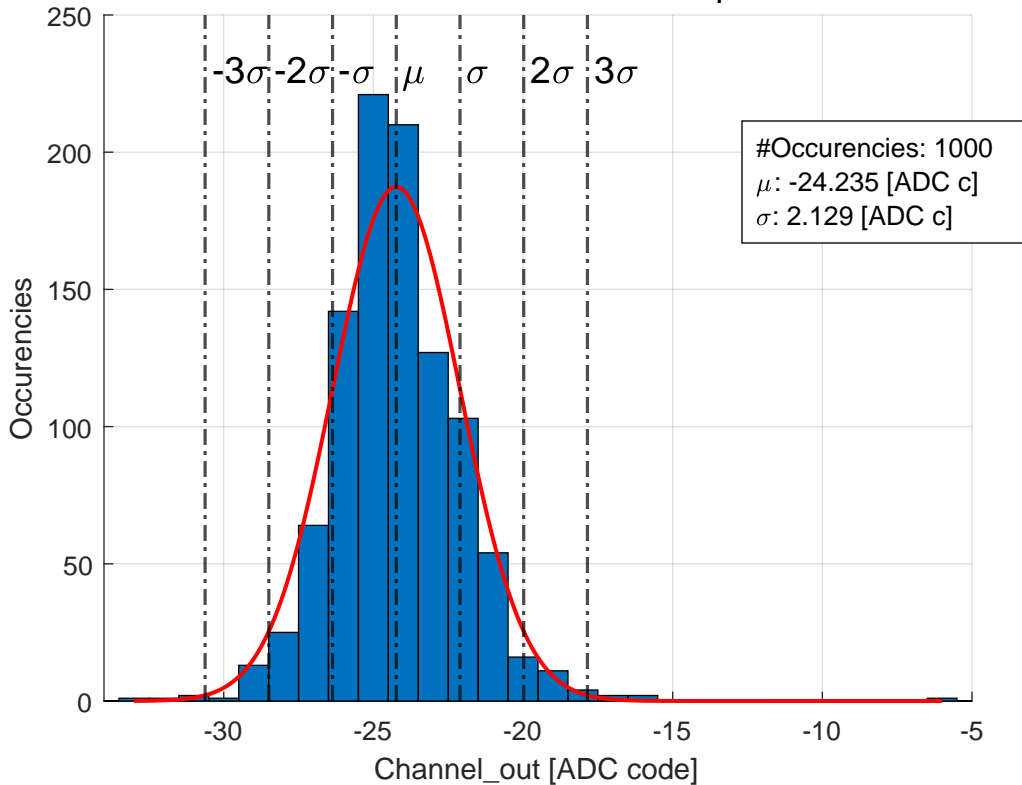 250
200
150
100
50
0
-3σ
-2σ
-σ
μ
σ
2σ
3σ
#Occurencies: 1000
μ: -24.235 [ADC c]
σ: 2.129 [ADC c]
Occurencies
-30
-25
-20
-15
-10
-5
Channel_out [ADC code]